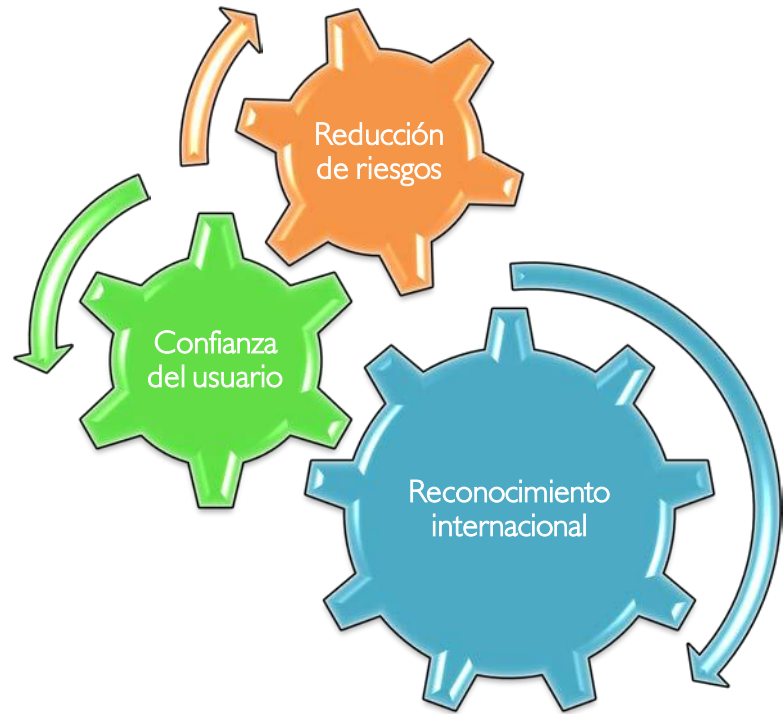 Reducción
de riesgos
Confianza
del usuario
Reconocimiento
internacional